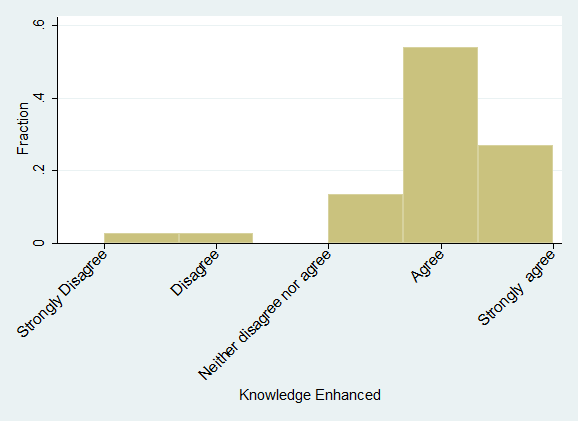 .6
.4
.2
0
Fraction
Strongly Disagree
Disagree
Neither disagree nor agree
Agree
Strongly agree
Knowledge Enhanced